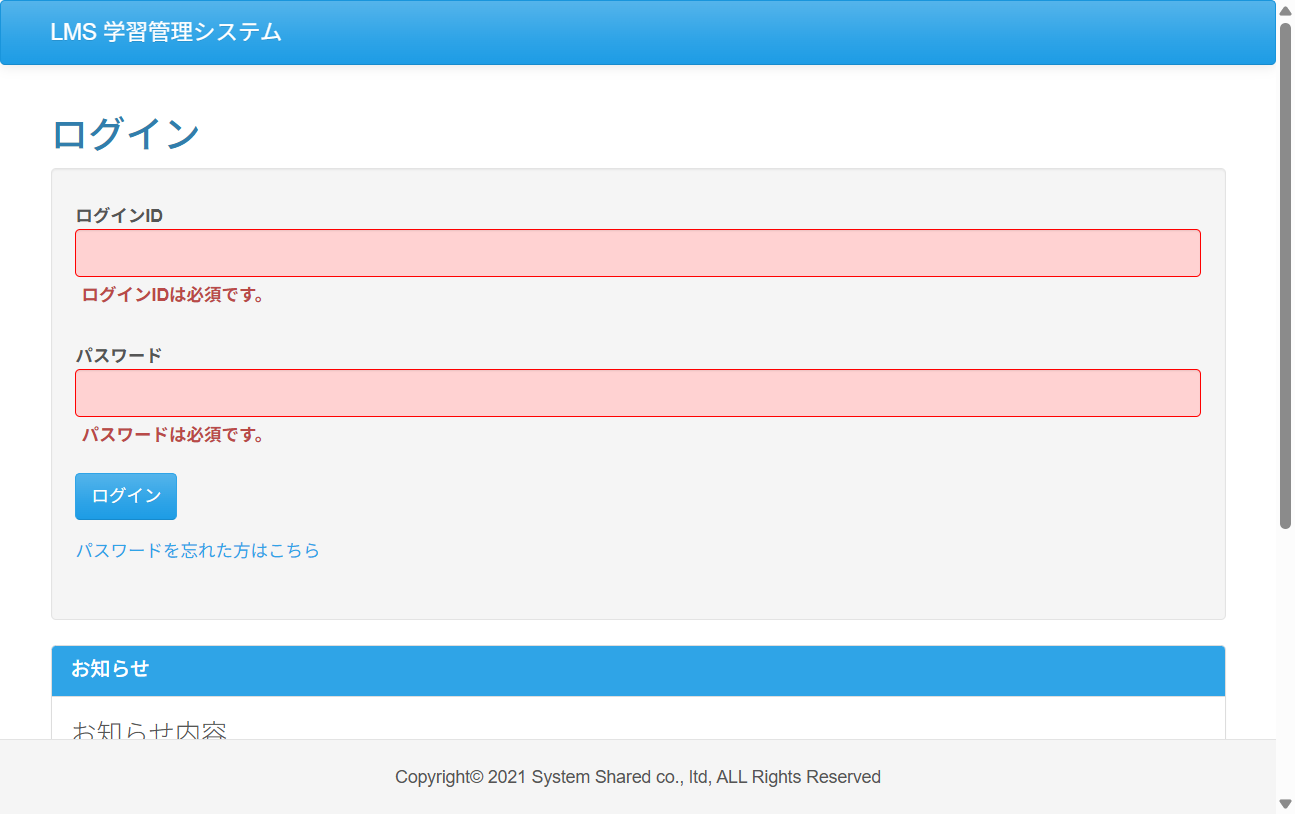 LMS 学習管理システム
ログイン
ログインID
ログインIDは必須です。
パスワード
パスワードは必須です。
ログイン
パスワードを忘れた方はこちら
お知らせ
お知らせ内容
Copyright© 2021 System Shared co., ltd, ALL Rights Reserved